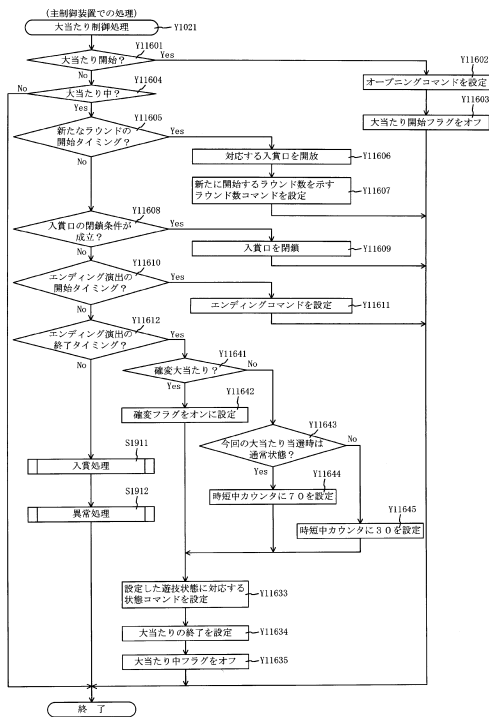 (主制御装置での処理)
大当たり制御処理
Y1021
Y11601
大当たり開始?
Yes
No
Y11602
オープニングコマンドを設定
Y11603
大当たり開始フラグをオフ
Y11604
大当たり中?
No
Yes
Y11605
新たなラウンドの
開始タイミング?
Yes
No
対応する入賞口を開放
Y11606
新たに開始するラウンド数を示す
ラウンド数コマンドを設定
Y11607
Y11608
入賞口の閉鎖条件が
成立?
Yes
No
入賞口を閉鎖
Y11609
Y11610
エンディング演出の
開始タイミング?
Yes
No
エンディングコマンドを設定
Y11611
Y11612
エンディング演出の
終了タイミング?
Yes
No
Y11641
確変大当たり?
No
Yes
Y11642
確変フラグをオンに設定
Y11643
今回の大当たり当選時は
通常状態?
No
Yes
Y11644
時短中カウンタに70を設定
Y11645
時短中カウンタに30を設定
S1911
入賞処理
S1912
異常処理
設定した遊技状態に対応する
状態コマンドを設定
Y11633
大当たりの終了を設定
Y11634
大当たり中フラグをオフ
Y11635
終了